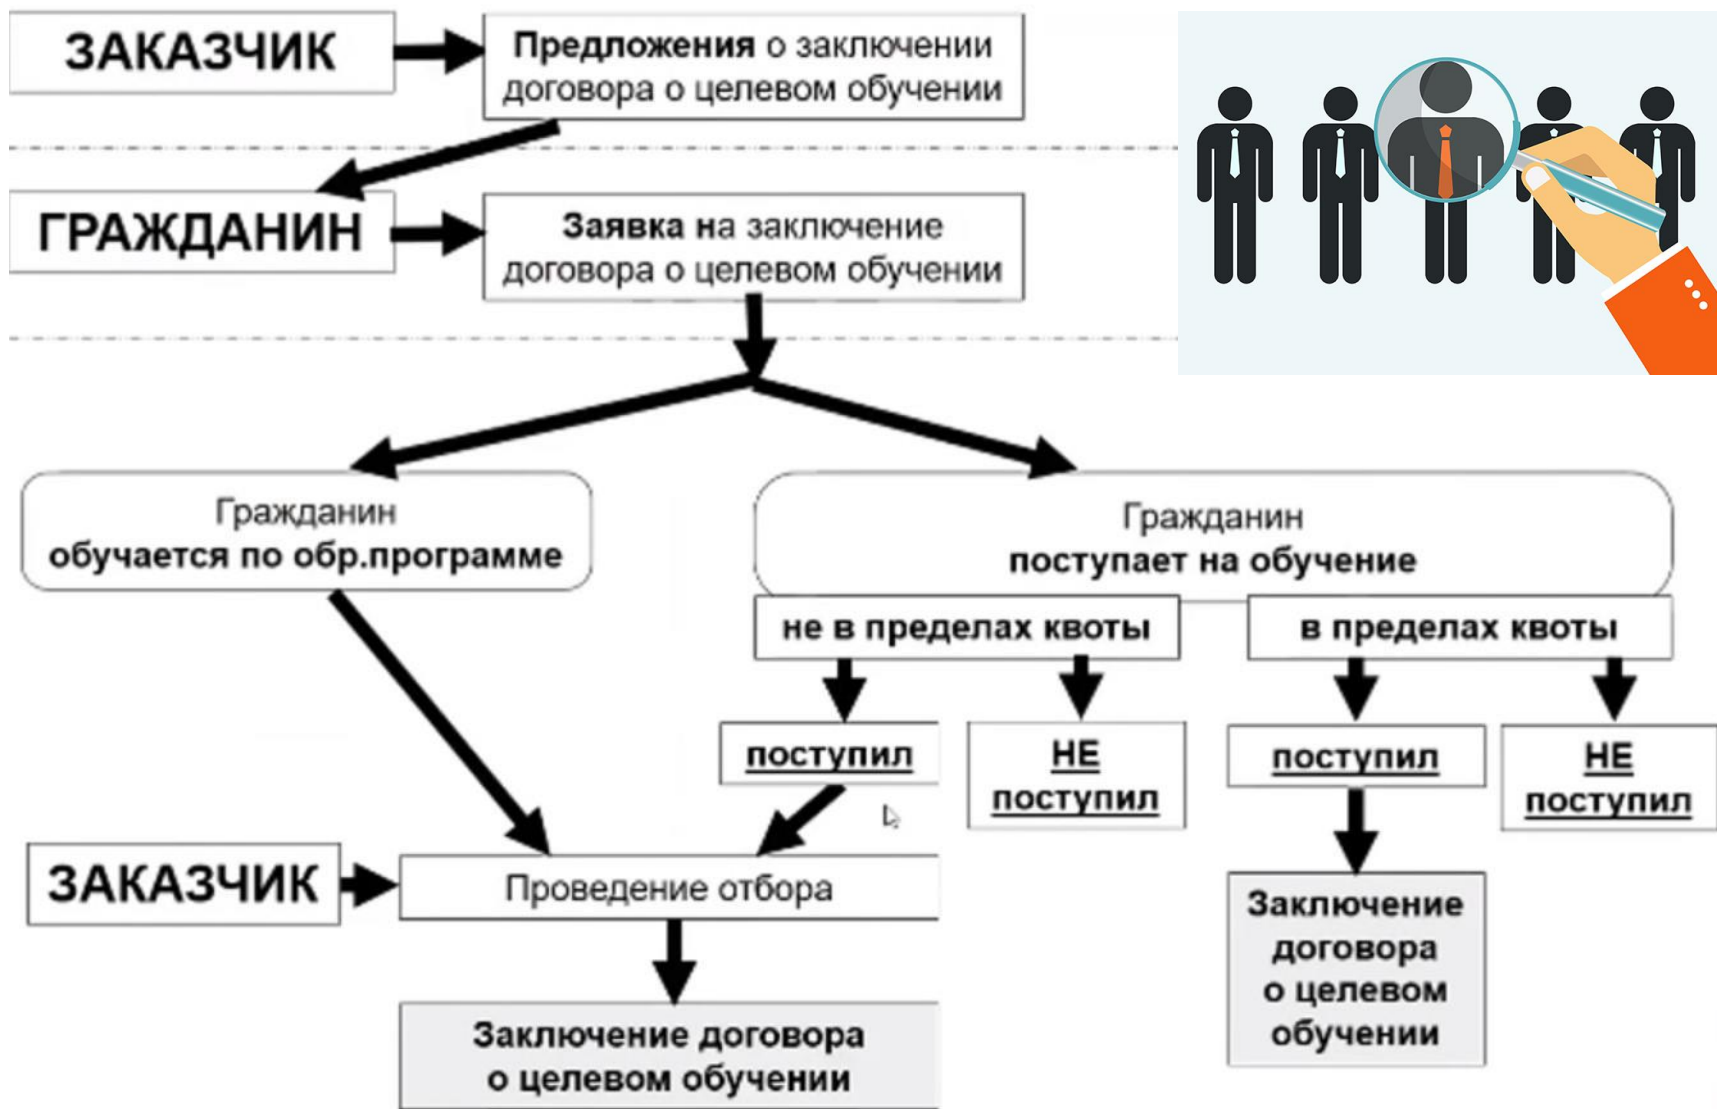 ЗАКАЗЧИК
Предложения о заключении
договора о целевом обучении
ГРАЖДАНИН
Заявка на заключение
договора о целевом обучении
Гражданин
обучается по обр.программе
Гражданин
поступает на обучение
не в пределах квоты
в пределах квоты
поступил
НЕ
поступил
поступил
НЕ
поступил
ЗАКАЗЧИК
Проведение отбора
Заключение договора
о целевом обучении
Заключение
договора
о целевом
обучении